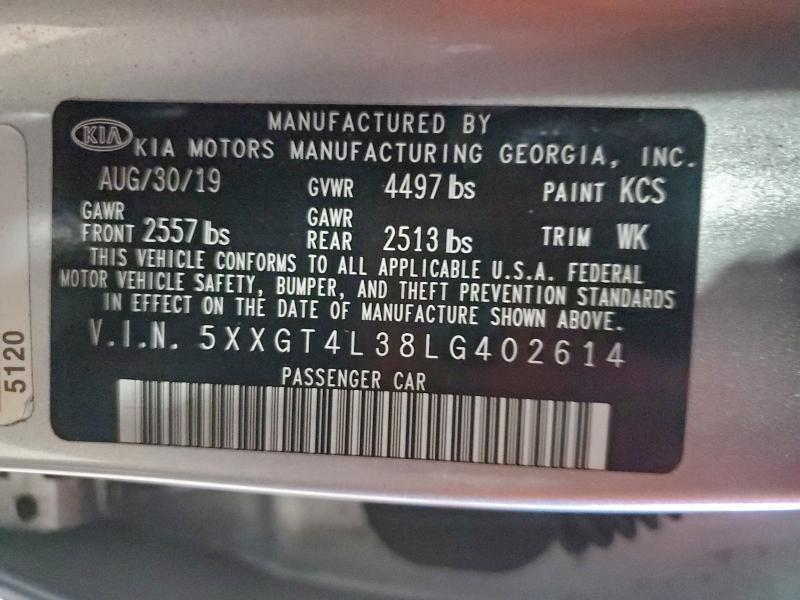 MANUFACTURED BY
KIA KIA MOTORS MANUFACTURING GEORGIA, INC.
AUG/30/19 GVWR 4497 lbs PAINT KCS
GAWR FRONT 2557 lbs GAWR REAR 2513 lbs TRIM WK
THIS VEHICLE CONFORMS TO ALL APPLICABLE U.S.A. FEDERAL
MOTOR VEHICLE SAFETY, BUMPER, AND THEFT PREVENTION STANDARDS
IN EFFECT ON THE DATE OF MANUFACTURE SHOWN ABOVE.
V.I.N. 5XXGT4L38LG402614
PASSENGER CAR
5120